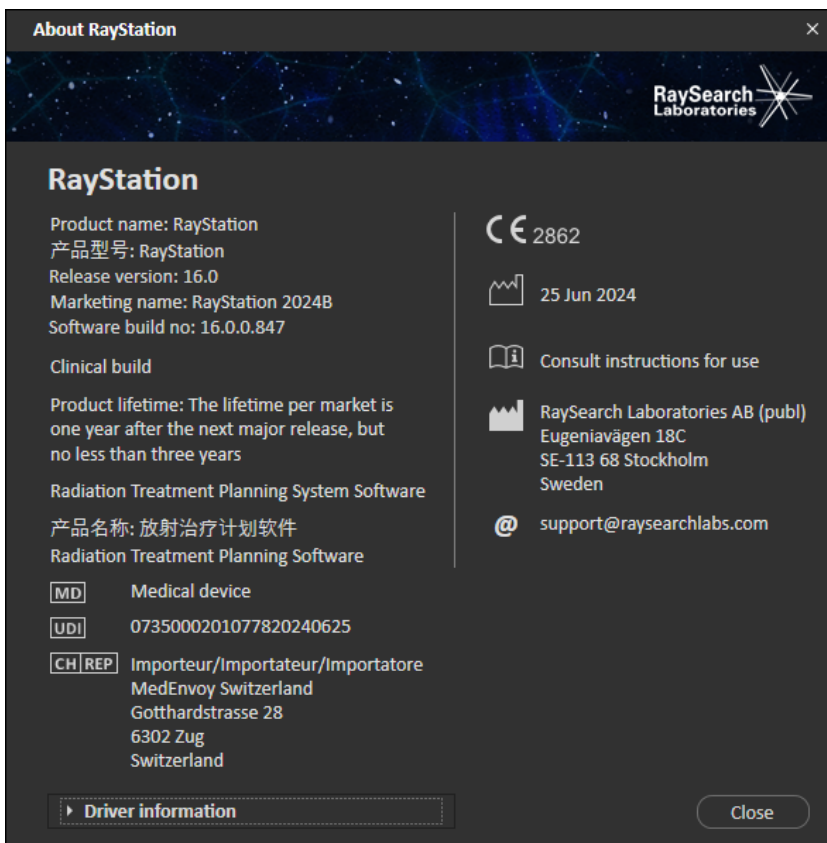 About RayStation
RaySearch
Laboratories
RayStation
Product name: RayStation
产品型号: RayStation
Release version: 16.0
Marketing name: RayStation 2024B
Software build no: 16.0.0.847
Clinical build
Product lifetime: The lifetime per market is
one year after the next major release, but
no less than three years
Radiation Treatment Planning System Software
产品名称: 放射治疗计划软件
Radiation Treatment Planning Software
MD Medical device
UDI 0735000201077820240625
CH REP Importeur/Importateur/Importatore
MedEnvoy Switzerland
Gotthardstrasse 28
6302 Zug
Switzerland
CE 2862
25 Jun 2024
i Consult instructions for use
RaySearch Laboratories AB (publ)
Eugeniavägen 18C
SE-113 68 Stockholm
Sweden
@ support@raysearchlabs.com
Driver information
Close